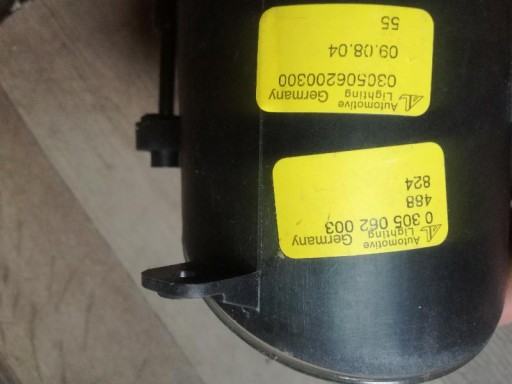 AL Automotive
Lighting Germany
0 305 062 003
488
824
AL Automotive
Lighting Germany
030506200300
09.08.04
55